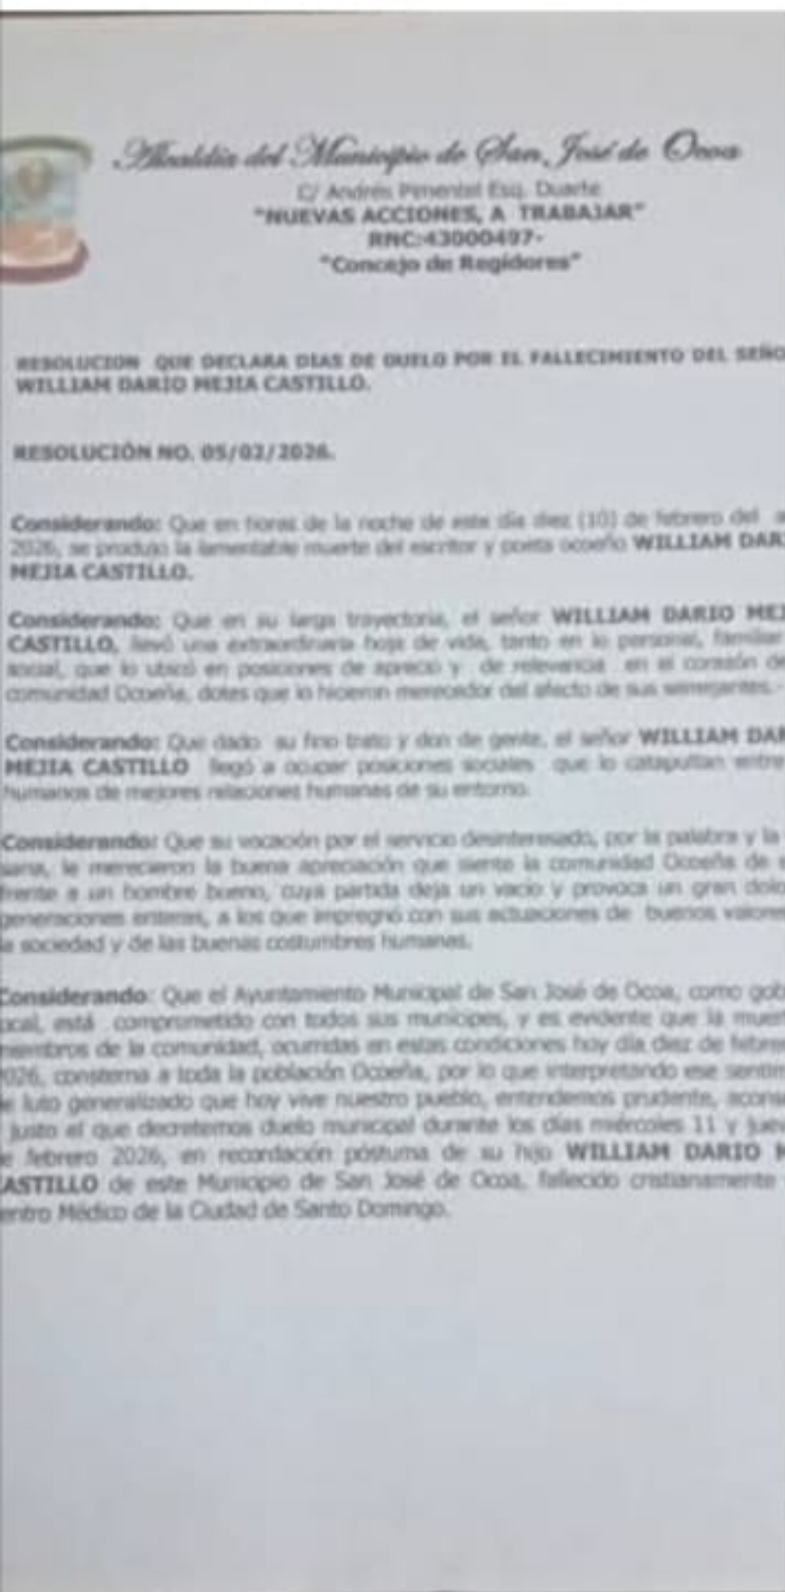 Alcaldía del Municipio de San José de Ocoa
C/ Andrés Pimentel Esq. Duarte
"NUEVAS ACCIONES, A TRABAJAR"
RNC:43000497-
"Concejo de Regidores"
RESOLUCION QUE DECLARA DIAS DE DUELO POR EL FALLECIMIENTO DEL SEÑO
WILLIAM DARIO MEJIA CASTILLO.
RESOLUCIÓN NO. 05/02/2026.
Considerando: Que en horas de la noche de este día diez (10) de febrero del a
2026, se produjo la lamentable muerte del escritor y poeta ocoeño WILLIAM DAR
MEJIA CASTILLO.
Considerando: Que en su larga trayectoria, el señor WILLIAM DARIO MEJ
CASTILLO, llevó una extraordinaria hoja de vida, tanto en lo personal, familiar
social, que lo ubicó en posiciones de aprecio y de relevancia en el corazón de
comunidad Ocoeña, dotes que lo hicieron merecedor del afecto de sus semejantes.-
Considerando: Que dado su fino trato y don de gente, el señor WILLIAM DAR
MEJIA CASTILLO llegó a ocupar posiciones sociales que lo catapultan entre
humanos de mejores relaciones humanas de su entorno.
Considerando: Que su vocación por el servicio desinteresado, por la palabra y la
sana, le merecieron la buena apreciación que siente la comunidad Ocoeña de e
frente a un hombre bueno, cuya partida deja un vacío y provoca un gran dolo
generaciones enteras, a los que impregnó con sus actuaciones de buenos valore
a sociedad y de las buenas costumbres humanas.
Considerando: Que el Ayuntamiento Municipal de San José de Ocoa, como gob
ocal, está comprometido con todos sus munícipes, y es evidente que la muer
miembros de la comunidad, ocurridas en estas condiciones hoy día diez de febre
026, consterna a toda la población Ocoeña, por lo que interpretando ese sentim
e luto generalizado que hoy vive nuestro pueblo, entendemos prudente, acons
justo el que decretemos duelo municipal durante los días miércoles 11 y juev
e febrero 2026, en recordación póstuma de su hijo WILLIAM DARIO M
ASTILLO de este Municipio de San José de Ocoa, fallecido cristianamente
entro Médico de la Ciudad de Santo Domingo.